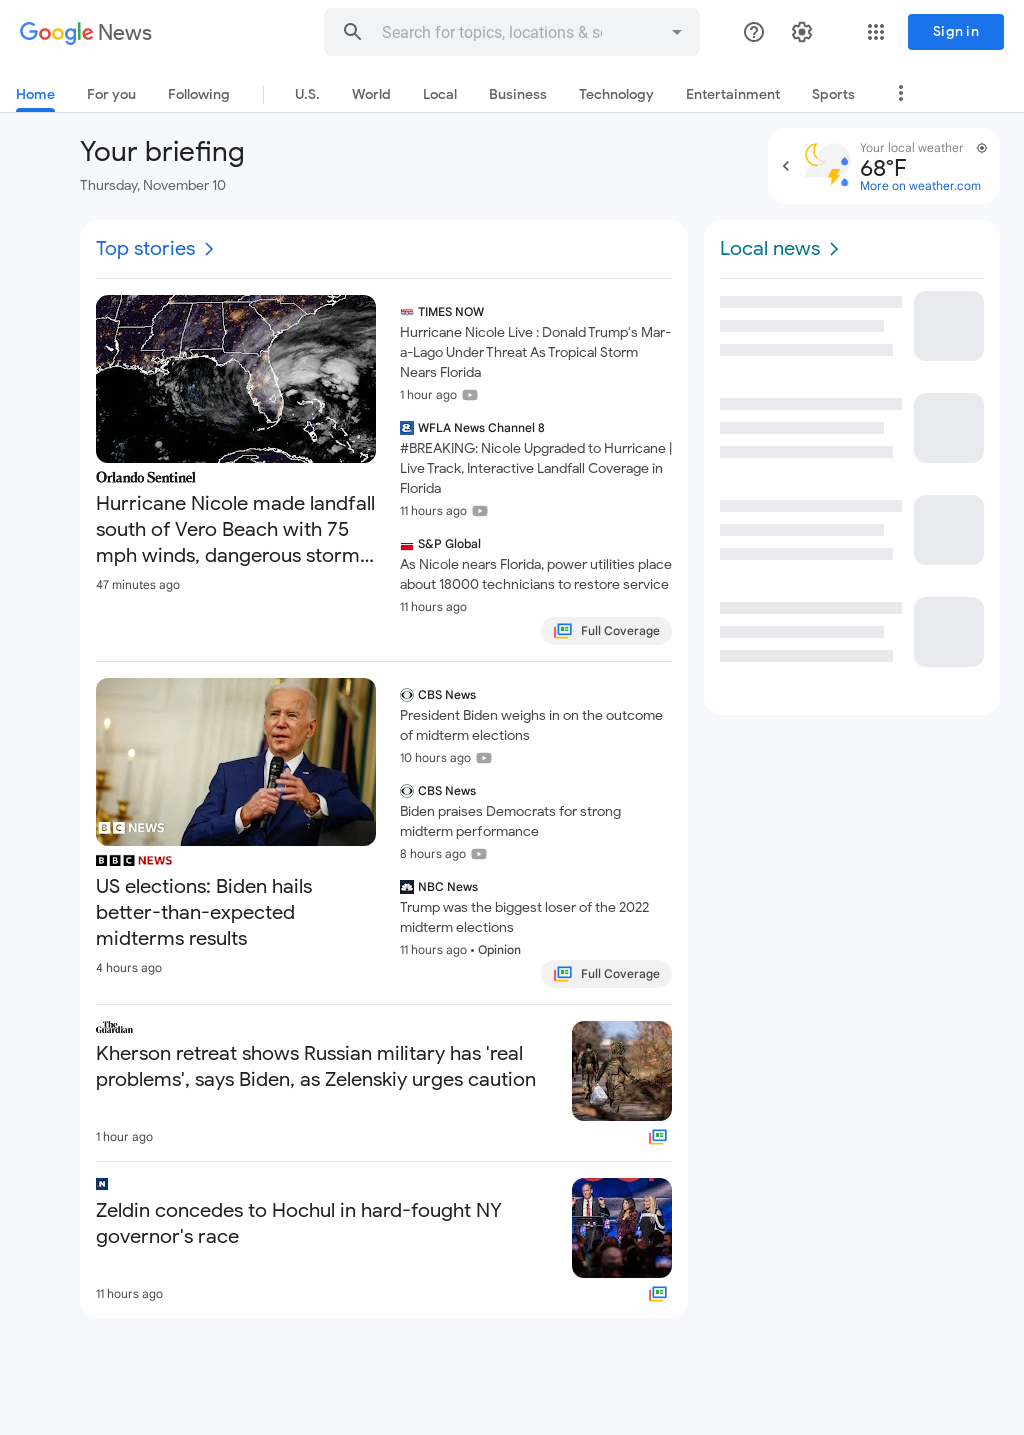 Google News
Search for topics, locations & s
Sign in
Home
For you
Following
U.S.
World
Local
Business
Technology
Entertainment
Sports
Your briefing
Thursday, November 10
Your local weather
68°F
More on weather.com
Top stories
Local news
Orlando Sentinel
Hurricane Nicole made landfall
south of Vero Beach with 75
mph winds, dangerous storm...
47 minutes ago
TIMES NOW
Hurricane Nicole Live : Donald Trump's Mar-
a-Lago Under Threat As Tropical Storm
Nears Florida
1 hour ago
WFLA News Channel 8
#BREAKING: Nicole Upgraded to Hurricane |
Live Track, Interactive Landfall Coverage in
Florida
11 hours ago
S&P Global
As Nicole nears Florida, power utilities place
about 18000 technicians to restore service
11 hours ago
Full Coverage
BBC NEWS
BBC NEWS
US elections: Biden hails
better-than-expected
midterms results
4 hours ago
CBS News
President Biden weighs in on the outcome
of midterm elections
10 hours ago
CBS News
Biden praises Democrats for strong
midterm performance
8 hours ago
NBC News
Trump was the biggest loser of the 2022
midterm elections
11 hours ago • Opinion
Full Coverage
The
Guardian
Kherson retreat shows Russian military has 'real
problems', says Biden, as Zelenskiy urges caution
1 hour ago
N
Zeldin concedes to Hochul in hard-fought NY
governor's race
11 hours ago